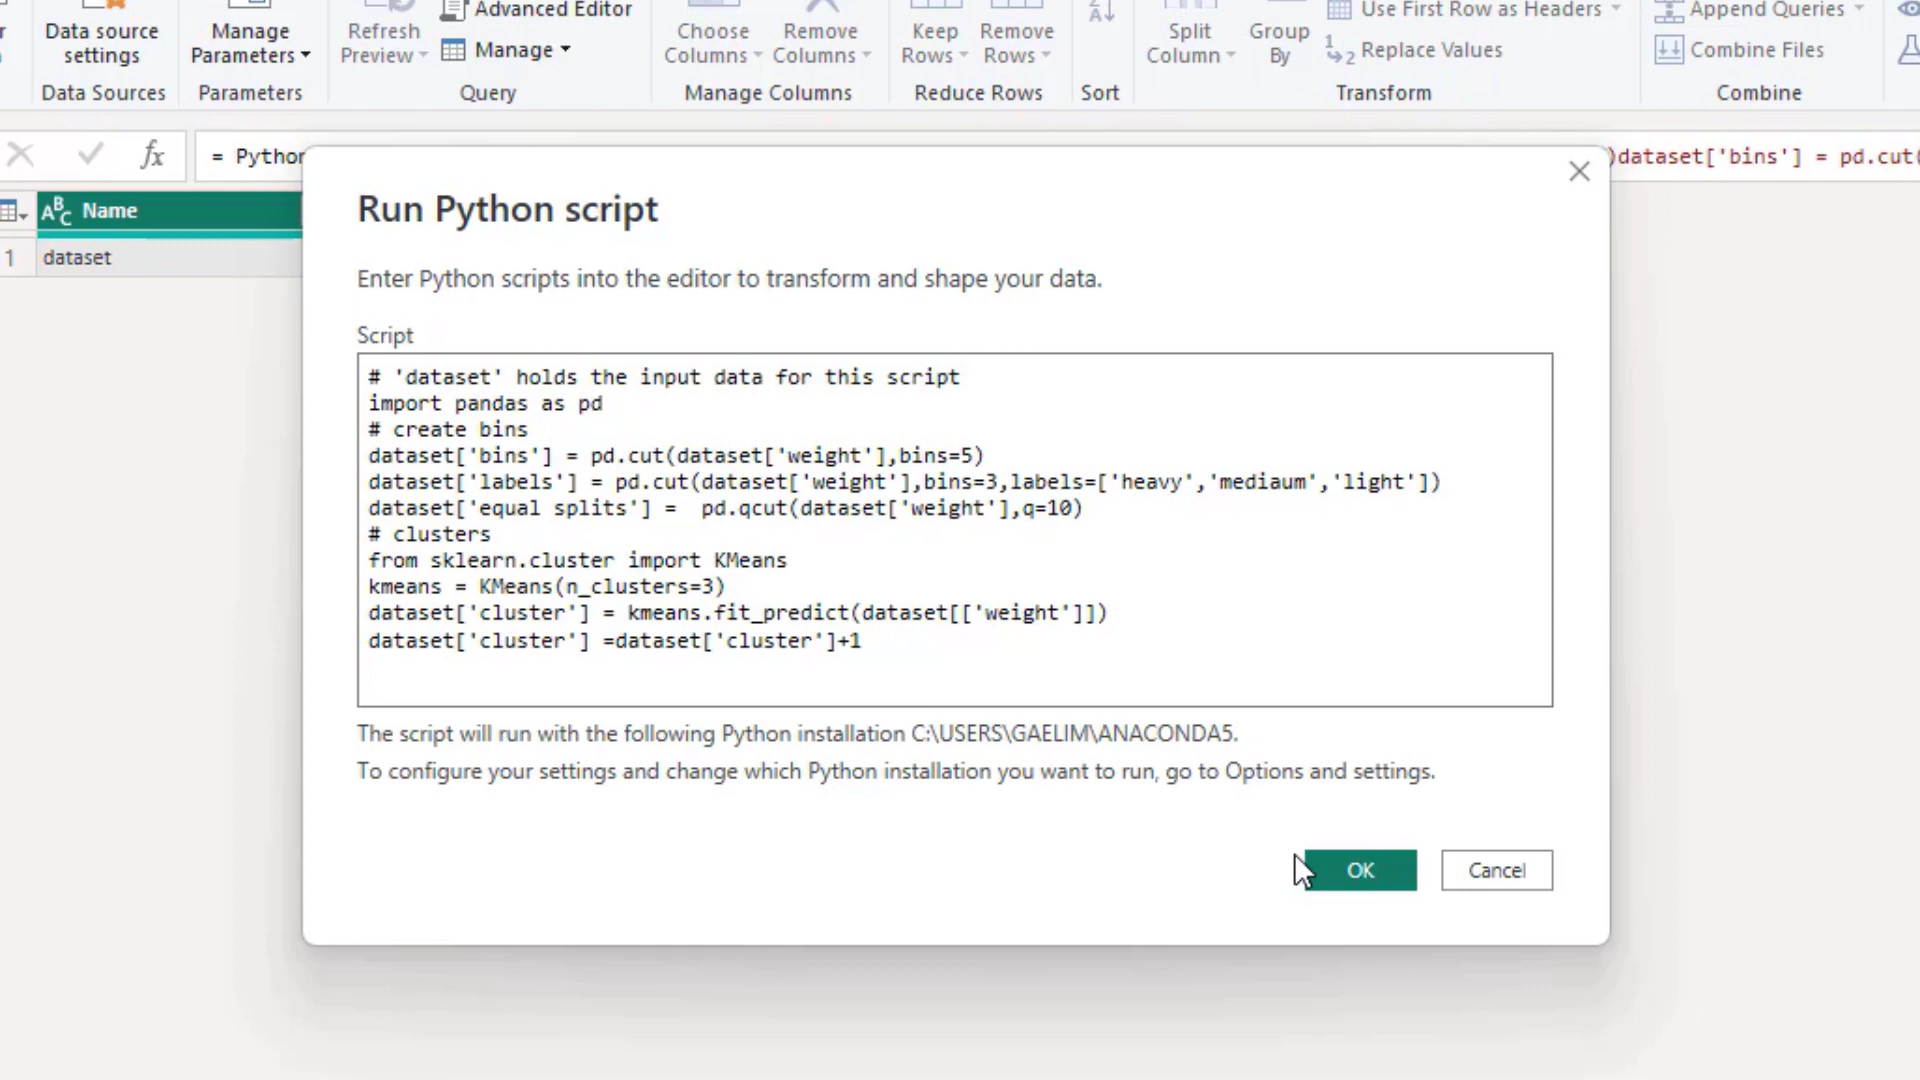 Data source
settings
Data Sources
Manage
Parameters
Parameters
Refresh
Preview
Advanced Editor
Manage
Query
Choose
Columns
Remove
Columns
Manage Columns
Keep
Rows
Remove
Rows
Reduce Rows
Sort
Split
Column
Group
By
Use First Row as Headers
Replace Values
Transform
Append Queries
Combine Files
Combine
fx = Python )dataset['bins'] = pd.cut(
ABC Name
1 dataset
Run Python script
Enter Python scripts into the editor to transform and shape your data.
Script
# 'dataset' holds the input data for this script
import pandas as pd
# create bins
dataset['bins'] = pd.cut(dataset['weight'],bins=5)
dataset['labels'] = pd.cut(dataset['weight'],bins=3,labels=['heavy','mediaum','light'])
dataset['equal splits'] =  pd.qcut(dataset['weight'],q=10)
# clusters
from sklearn.cluster import KMeans
kmeans = KMeans(n_clusters=3)
dataset['cluster'] = kmeans.fit_predict(dataset[['weight']])
dataset['cluster'] =dataset['cluster']+1
The script will run with the following Python installation C:\USERS\GAELIM\ANACONDA5.
To configure your settings and change which Python installation you want to run, go to Options and settings.
OK
Cancel